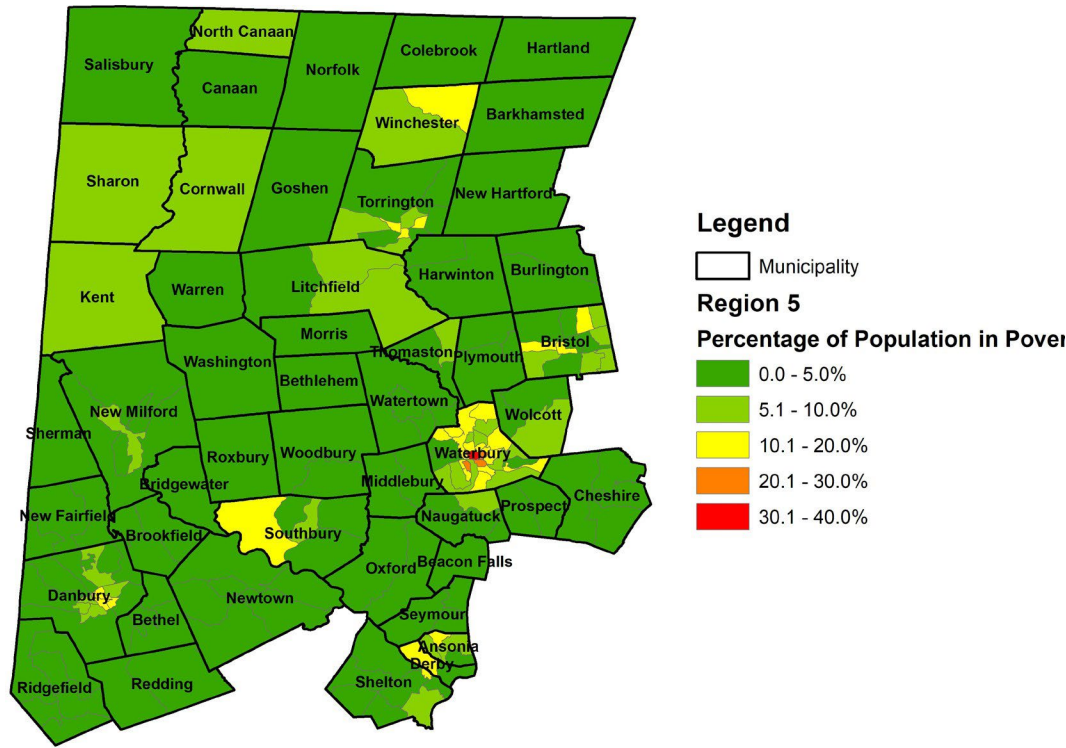 North Canaan
Colebrook
Hartland
Salisbury
Norfolk
Canaan
Barkhamsted
Winchester
Sharon
Cornwall
Goshen
New Hartford
Torrington
Burlington
Harwinton
Litchfield
Warren
Kent
Morris
Bristol
Thomaston
Plymouth
Washington
Bethlehem
Watertown
New Milford
Wolcott
Sherman
Waterbury
Woodbury
Roxbury
Middlebury
Bridgewater
Cheshire
Prospect
New Fairfield
Naugatuck
Southbury
Brookfield
Beacon Falls
Oxford
Danbury
Newtown
Seymour
Bethel
Ansonia
Derby
Shelton
Redding
Ridgefield
Legend
Municipality
Region 5
Percentage of Population in Pover
0.0 - 5.0%
5.1 - 10.0%
10.1 - 20.0%
20.1 - 30.0%
30.1 - 40.0%